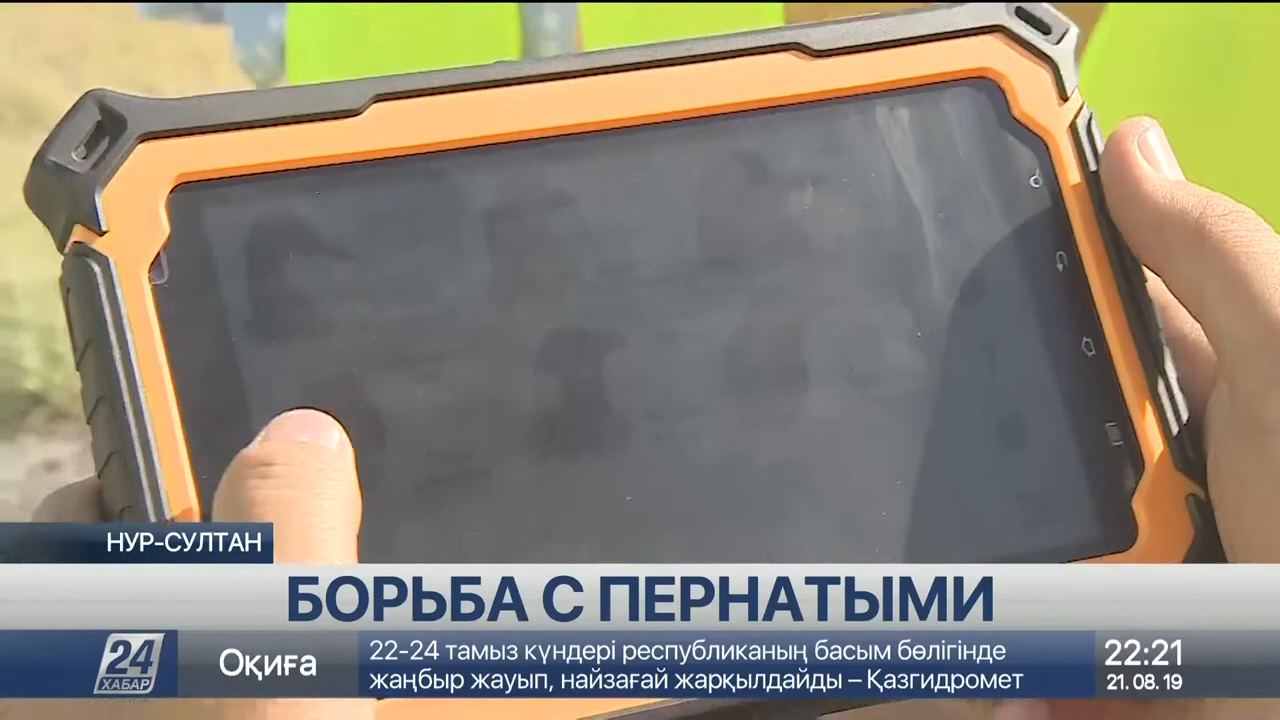 НУР-СУЛТАН
БОРЬБА С ПЕРНАТЫМИ
24
ХАБАР
Оқиға
22-24 тамыз күндері республиканың басым бөлігінде
жаңбыр жауып, найзағай жарқылдайды – Қазгидромет
22:21
21. 08. 19